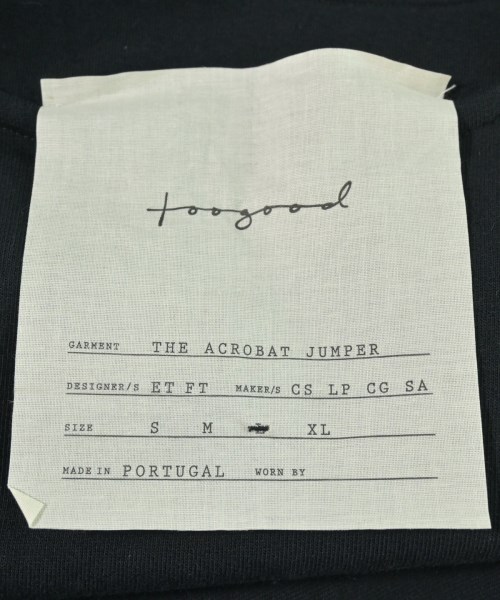 toogood
GARMENT THE ACROBAT JUMPER
DESIGNER/S ET FT MAKER/S CS LP CG SA
SIZE S M L XL
MADE IN PORTUGAL WORN BY